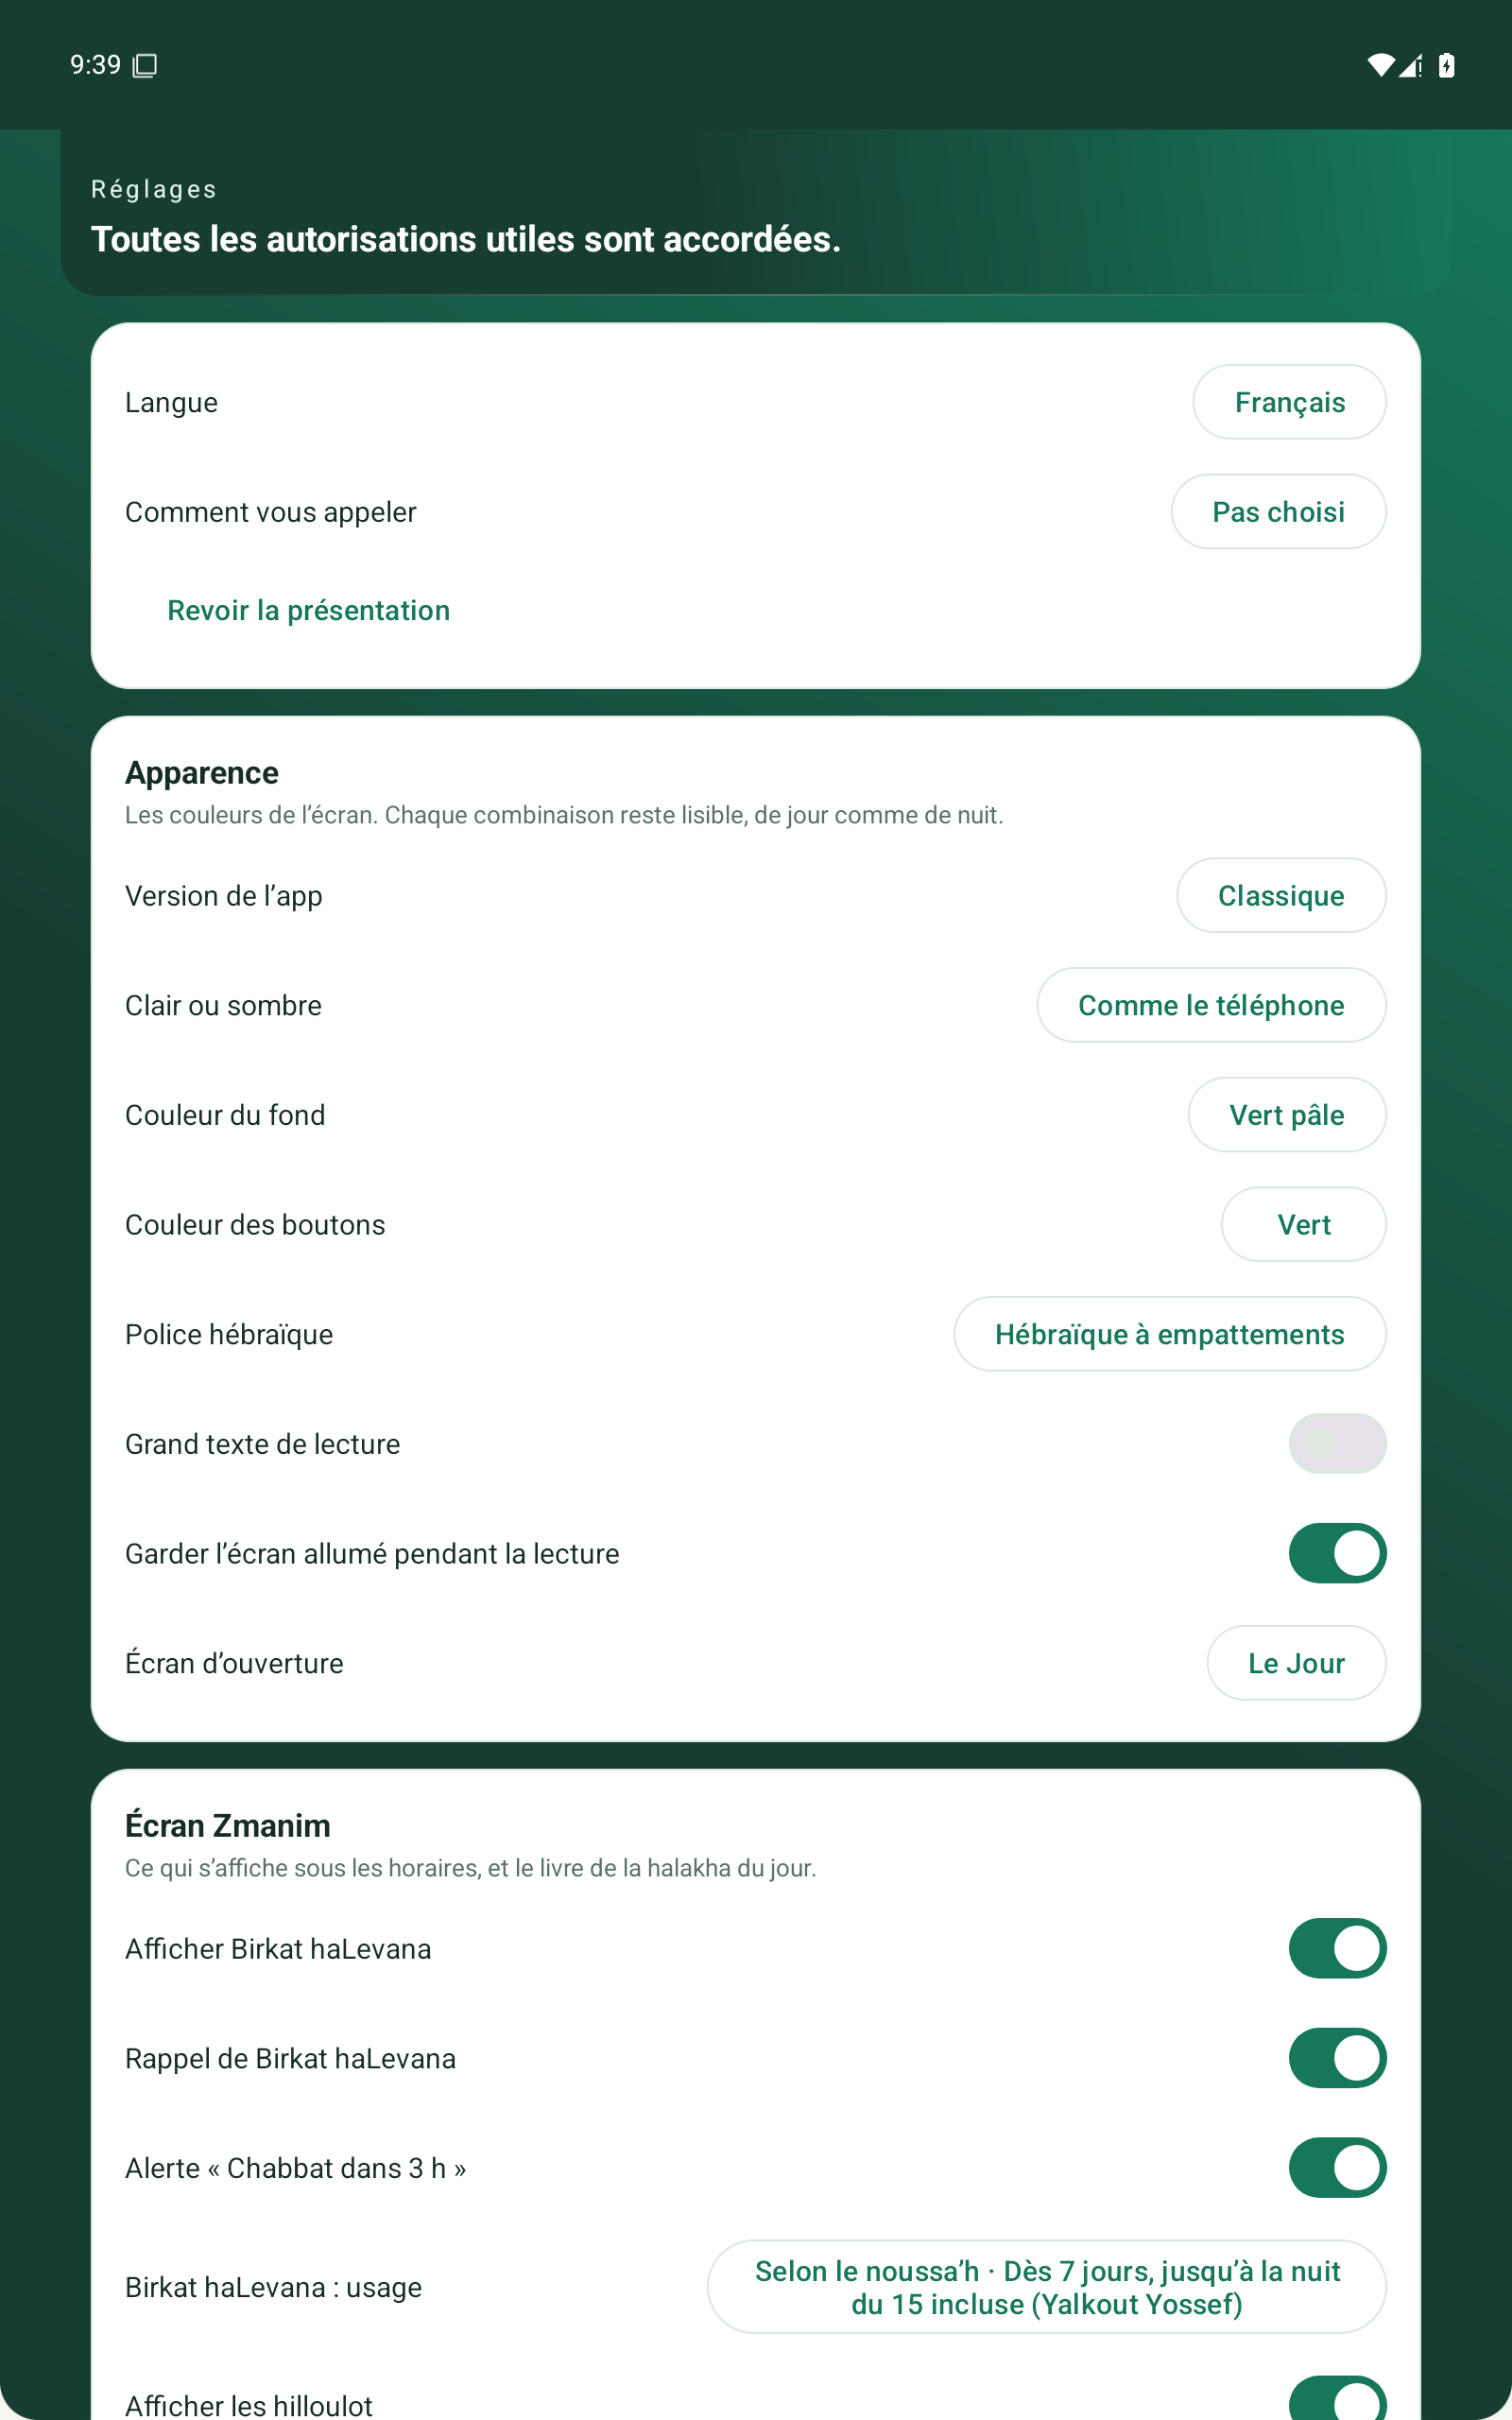 9:39
Réglages
Toutes les autorisations utiles sont accordées.
Langue
Français
Comment vous appeler
Pas choisi
Revoir la présentation
Apparence
Les couleurs de l’écran. Chaque combinaison reste lisible, de jour comme de nuit.
Version de l’app
Classique
Clair ou sombre
Comme le téléphone
Couleur du fond
Vert pâle
Couleur des boutons
Vert
Police hébraïque
Hébraïque à empattements
Grand texte de lecture
Garder l’écran allumé pendant la lecture
Écran d’ouverture
Le Jour
Écran Zmanim
Ce qui s’affiche sous les horaires, et le livre de la halakha du jour.
Afficher Birkat haLevana
Rappel de Birkat haLevana
Alerte « Chabbat dans 3 h »
Birkat haLevana : usage
Selon le noussa’h · Dès 7 jours, jusqu’à la nuit
du 15 incluse (Yalkout Yossef)
Afficher les hilloulot